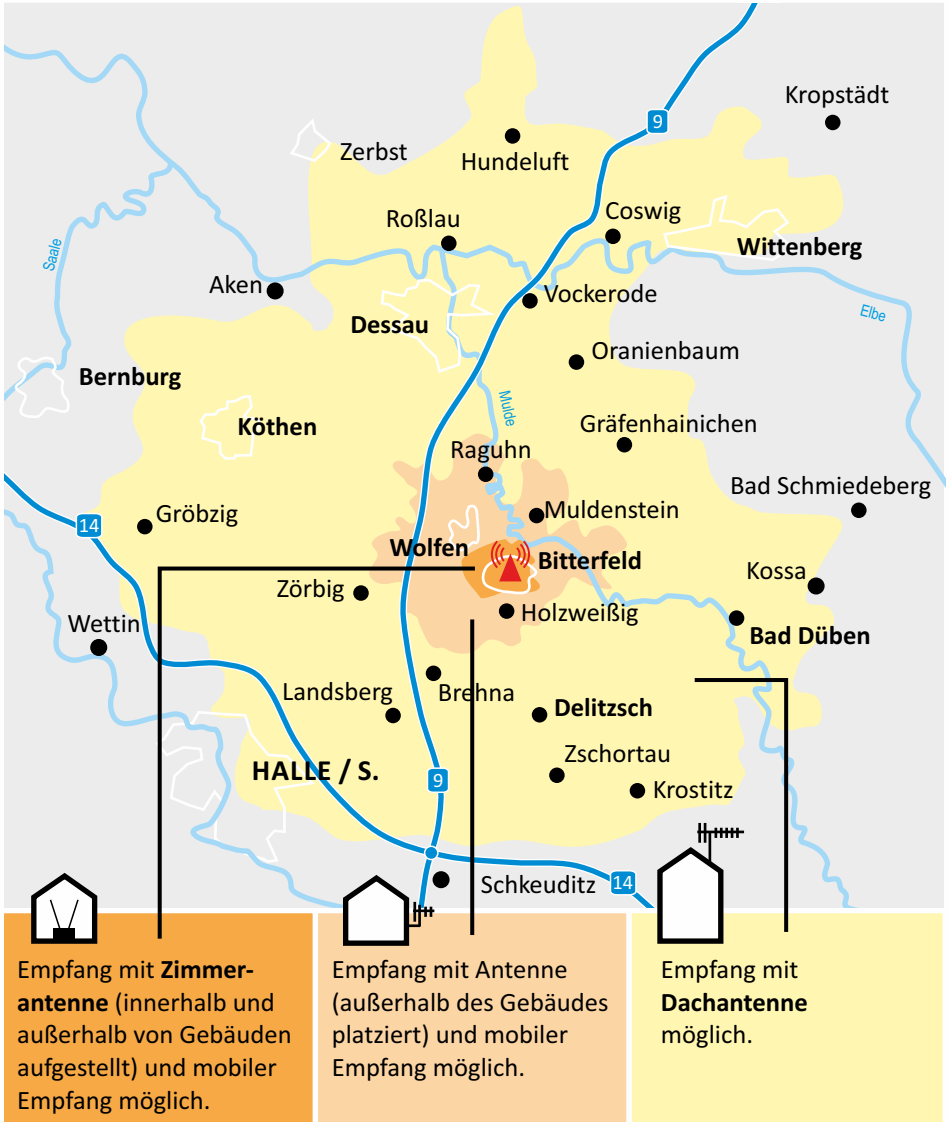 Kropstädt
9
Zerbst
Hundeluft
Roßlau
Coswig
Saale
Wittenberg
Aken
Vockerode
Elbe
Dessau
Oranienbaum
Bernburg
Mulde
Köthen
Gräfenhainichen
Raguhn
Bad Schmiedeberg
14
Gröbzig
Muldenstein
Wolfen
Bitterfeld
Kossa
Zörbig
Holzweißig
Wettin
Bad Düben
Landsberg
Brehna
Delitzsch
HALLE / S.
9
Zschortau
Krostitz
Schkeuditz
14
Empfang mit Zimmer-
antenne (innerhalb und
außerhalb von Gebäuden
aufgestellt) und mobiler
Empfang möglich.
Empfang mit Antenne
(außerhalb des Gebäudes
platziert) und mobiler
Empfang möglich.
Empfang mit
Dachantenne
möglich.